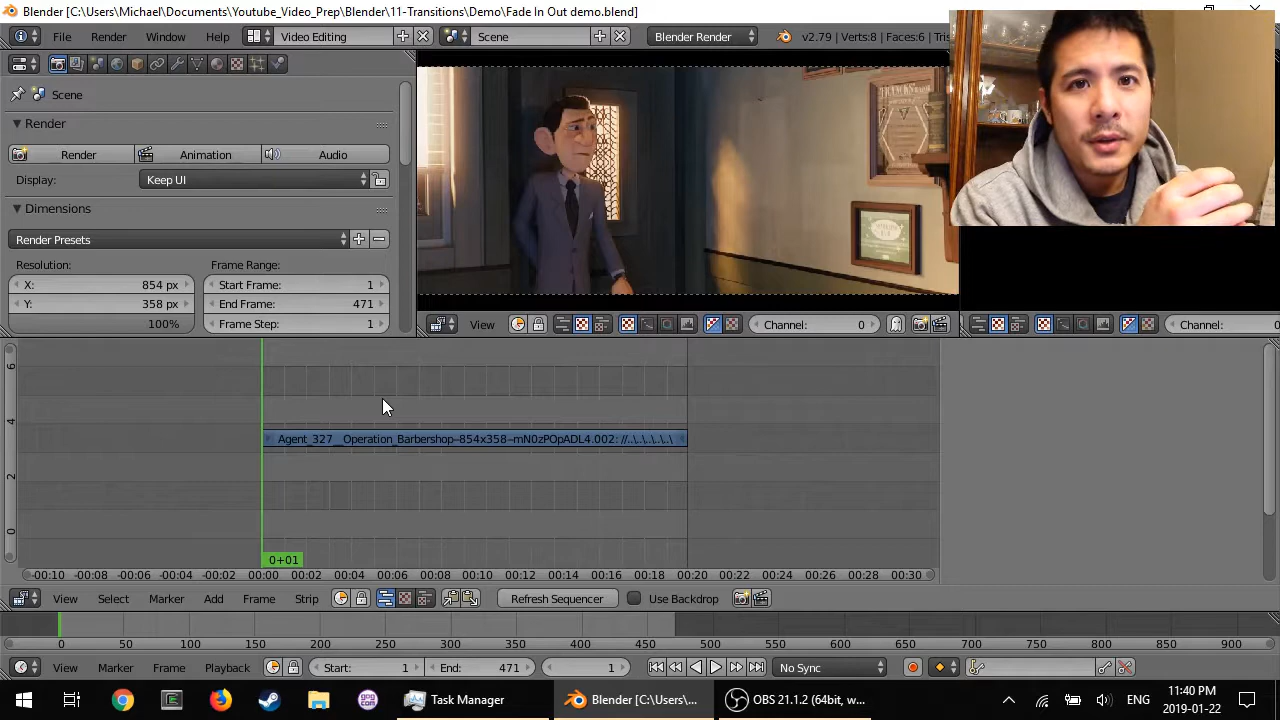 Blender [C:\Users\Michael\Documents\Youtube_Video_Prep\Blender\11-Transitions\Demo\Fade In Out demo.blend]
File Render Window Help Video Editing Scene Blender Render v2.79 | Verts:8 | Faces:6 | Tris
Scene
Render
Render Animation Audio
Display: Keep UI
Dimensions
Render Presets
Resolution: Frame Range:
X: 854 px Start Frame: 1
Y: 358 px End Frame: 471
100% Frame Step: 1
View Channel: 0 Channel: 0
6
4
2
0
Agent_327__Operation_Barbershop--854x358--mN0zPOpADL4.002: //..\..\..\..\..\
0+01
-00:10 -00:08 -00:06 -00:04 -00:02 00:00 00:02 00:04 00:06 00:08 00:10 00:12 00:14 00:16 00:18 00:20 00:22 00:24 00:26 00:28 00:30
View Select Marker Add Frame Strip Refresh Sequencer Use Backdrop
0 50 100 150 200 250 300 350 400 450 500 550 600 650 700 750 800 850 900
View Marker Frame Playback Start: 1 End: 471 1 No Sync
Task Manager Blender [C:\Users\... OBS 21.1.2 (64bit, w... ENG 11:40 PM
2019-01-22